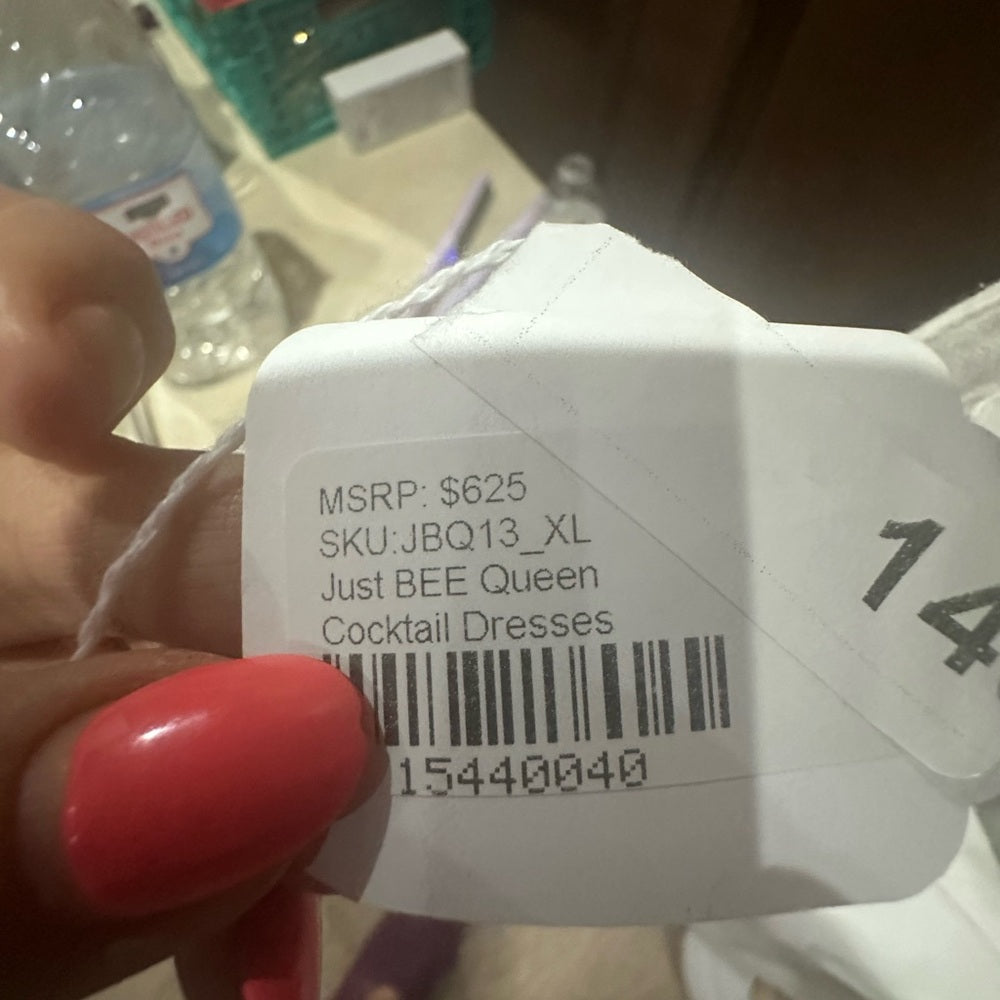 MSRP: $625
SKU:JBQ13_XL
Just BEE Queen
Cocktail Dresses
15440040
14